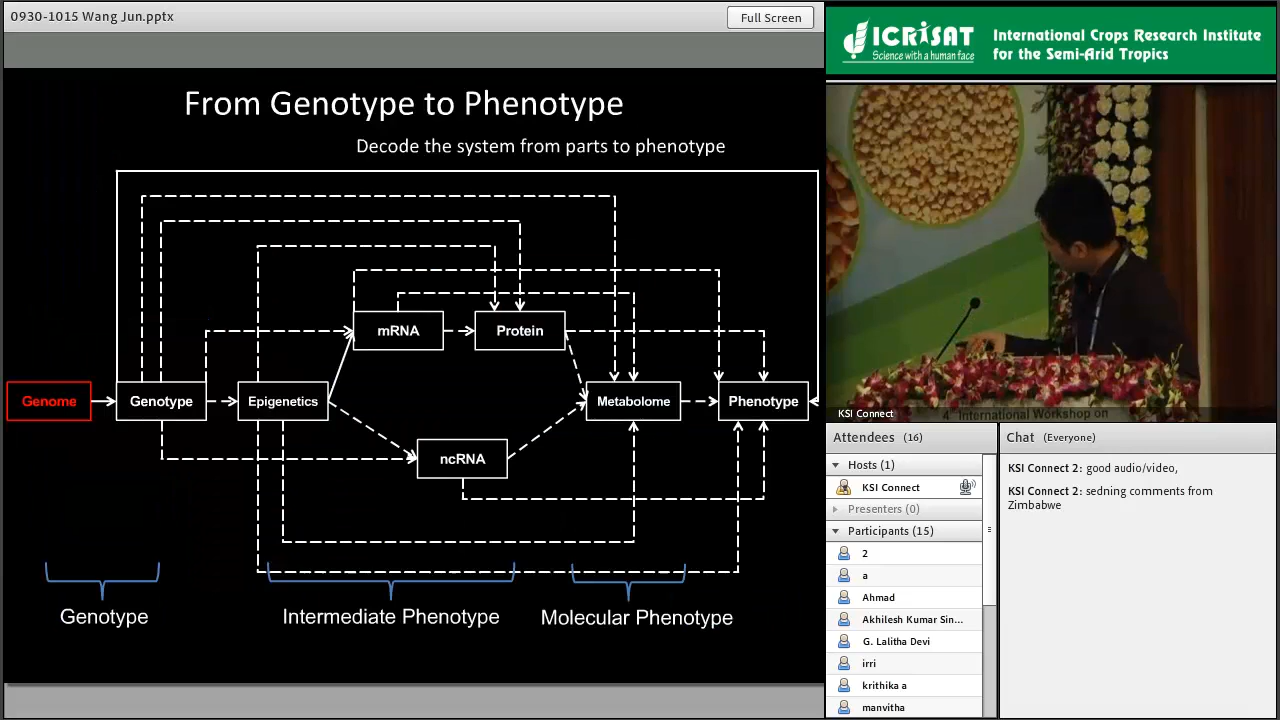 0930-1015 Wang Jun.pptx
Full Screen
From Genotype to Phenotype
Decode the system from parts to phenotype
mRNA
Protein
Genome
Genotype
Epigenetics
Metabolome
Phenotype
ncRNA
Genotype
Intermediate Phenotype
Molecular Phenotype
ICRISAT
Science with a human face
International Crops Research Institute
for the Semi-Arid Tropics
KSI Connect
4th International Workshop on
Attendees (16)
Hosts (1)
KSI Connect
Presenters (0)
Participants (15)
2
a
Ahmad
Akhilesh Kumar Sin...
G. Lalitha Devi
irri
krithika a
manvitha
Chat (Everyone)
KSI Connect 2: good audio/video,
KSI Connect 2: sedning comments from
Zimbabwe